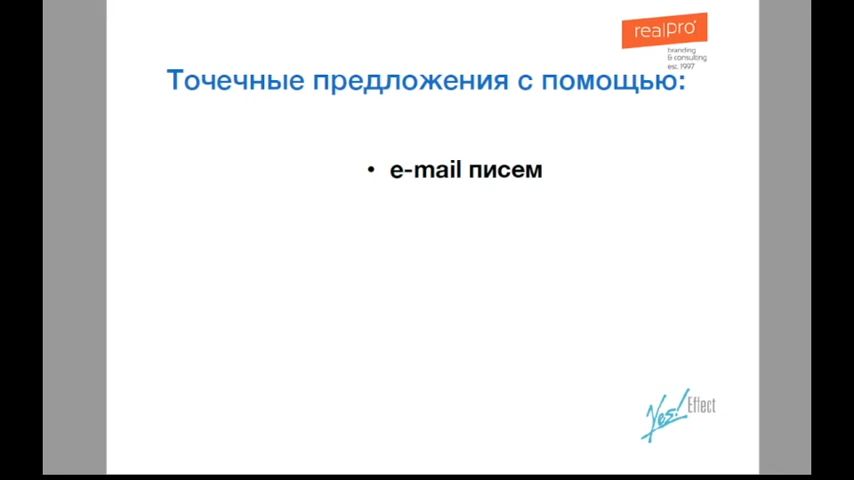 realpro
branding
& consulting
est. 1997
Точечные предложения с помощью:
• e-mail писем
Yes! Effect